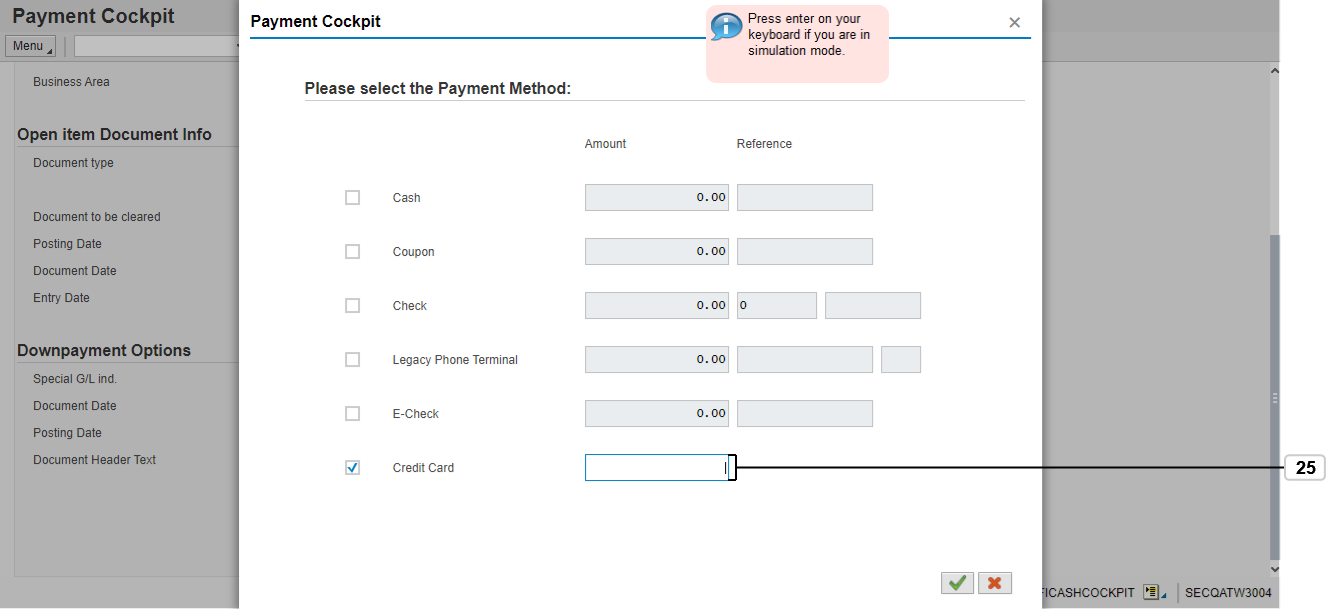 Payment Cockpit
Menu
Business Area
Open item Document Info
Document type
Document to be cleared
Posting Date
Document Date
Entry Date
Downpayment Options
Special G/L ind.
Document Date
Posting Date
Document Header Text
Payment Cockpit
Press enter on your
keyboard if you are in
simulation mode.
Please select the Payment Method:
Amount Reference
Cash 0.00
Coupon 0.00
Check 0.00 0
Legacy Phone Terminal 0.00
E-Check 0.00
Credit Card
25
FICASHCOCKPIT SECQATW3004